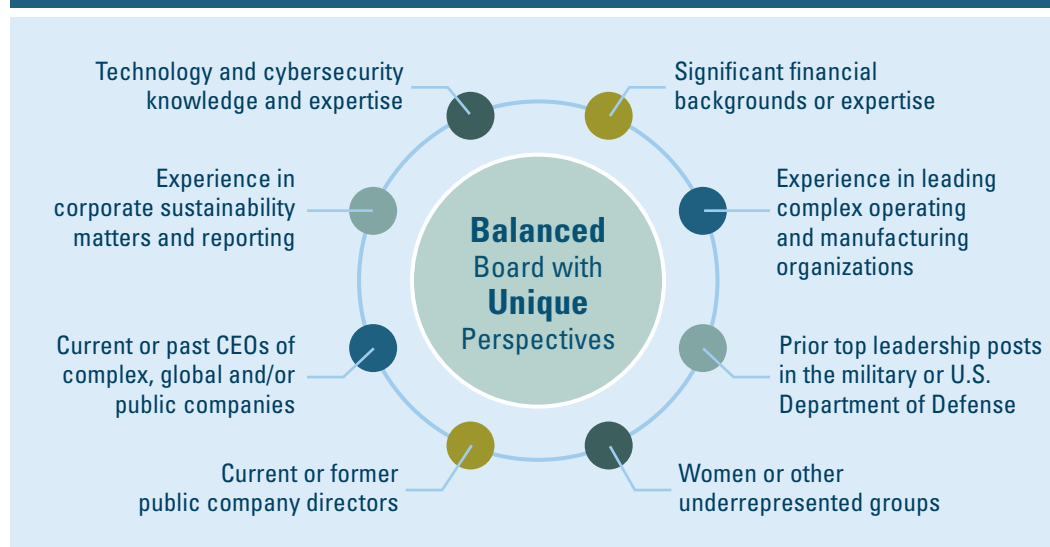 Technology and cybersecurity
knowledge and expertise
Significant financial
backgrounds or expertise
Experience in
corporate sustainability
matters and reporting
Experience in leading
complex operating
and manufacturing
organizations
Balanced
Board with
Unique
Perspectives
Current or past CEOs of
complex, global and/or
public companies
Prior top leadership posts
in the military or U.S.
Department of Defense
Current or former
public company directors
Women or other
underrepresented groups